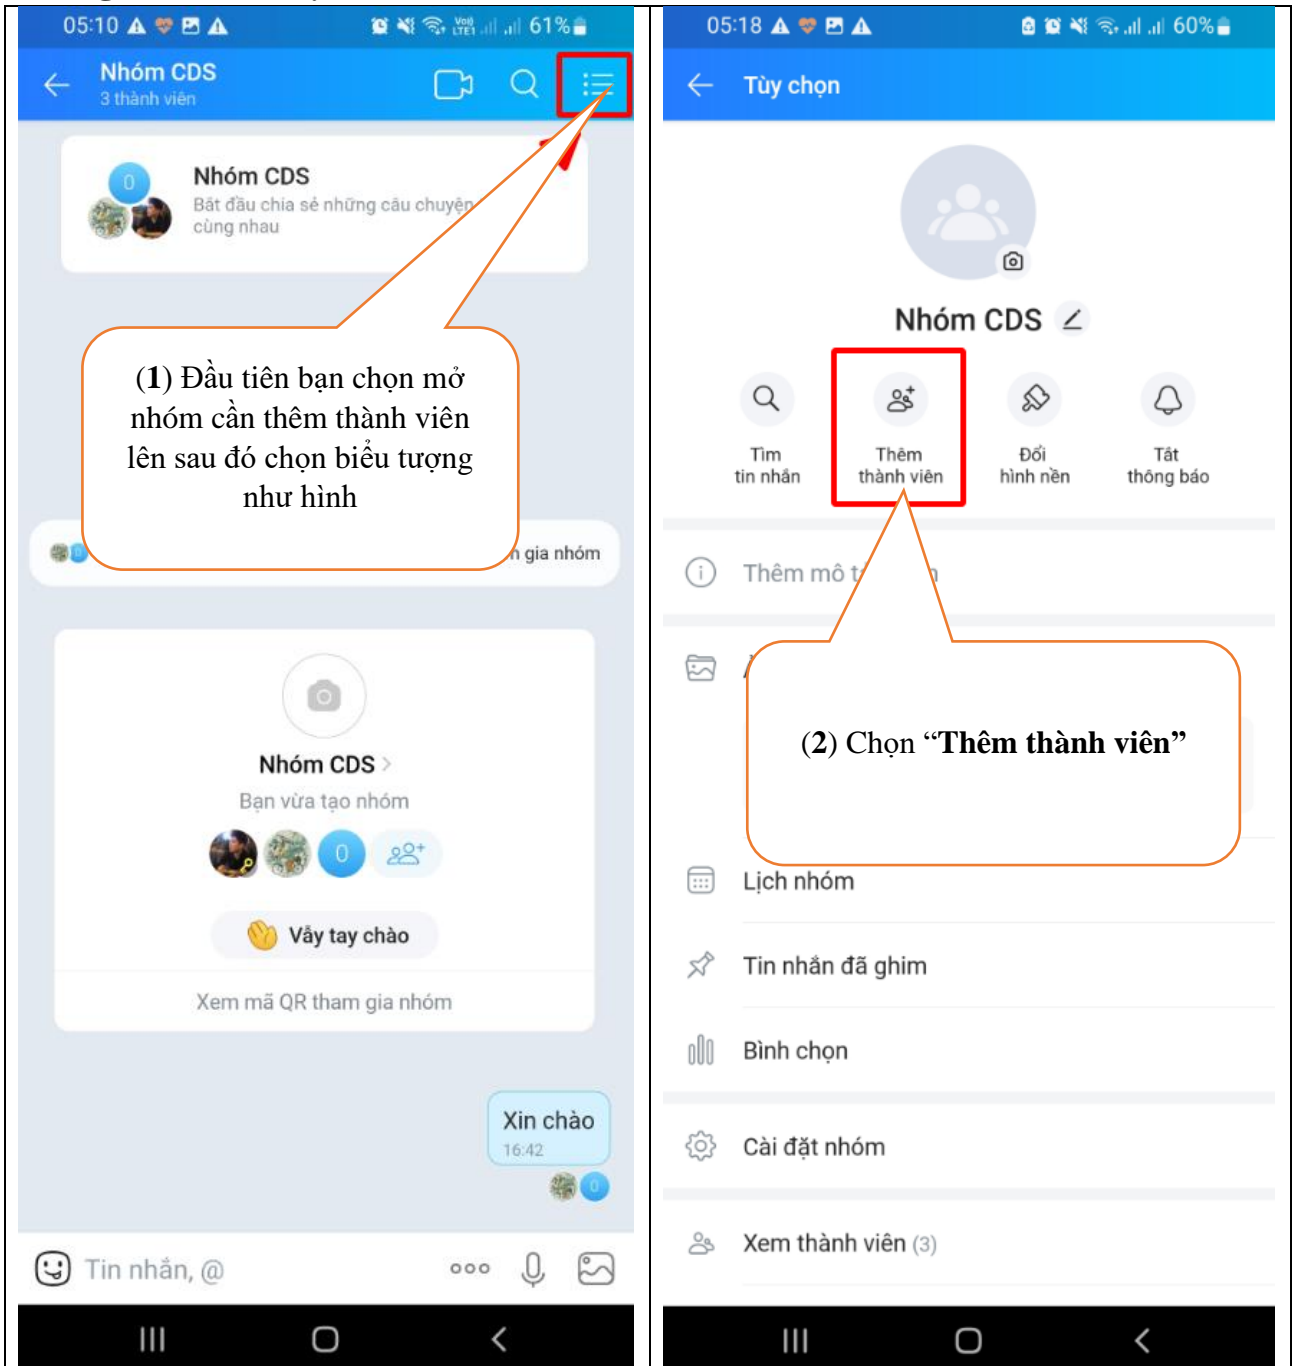 05:10
61%
Nhóm CDS
3 thành viên
Nhóm CDS
Bắt đầu chia sẻ những câu chuyện
cùng nhau
(1) Đầu tiên bạn chọn mở
nhóm cần thêm thành viên
lên sau đó chọn biểu tượng
như hình
gia nhóm
Nhóm CDS
Bạn vừa tạo nhóm
0
Vẫy tay chào
Xem mã QR tham gia nhóm
Xin chào
16:42
Tin nhắn, @
05:18
60%
Tùy chọn
Nhóm CDS
Tìm
tin nhắn
Thêm
thành viên
Đổi
hình nền
Tắt
thông báo
Thêm mô
(2) Chọn “Thêm thành viên”
Lịch nhóm
Tin nhắn đã ghim
Bình chọn
Cài đặt nhóm
Xem thành viên (3)